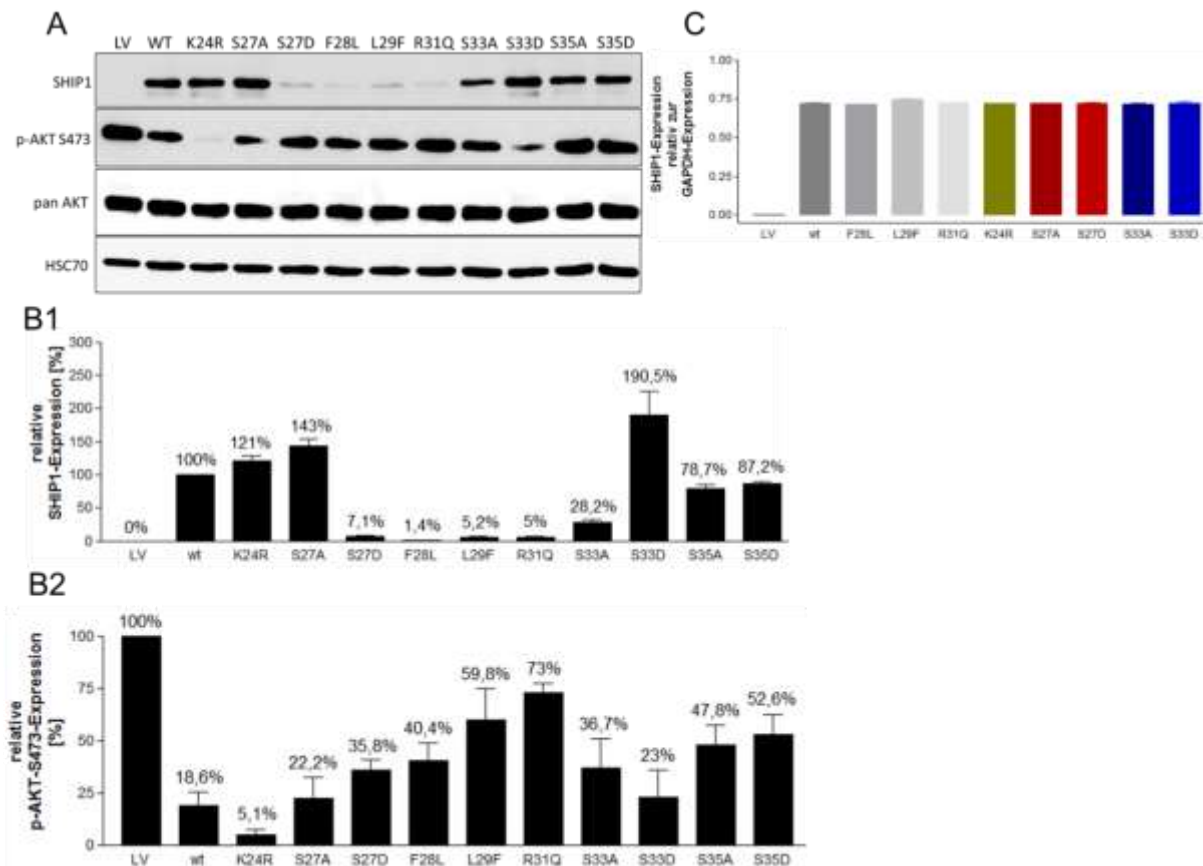 A
LV WT K24R S27A S27D F28L L29F R31Q S33A S33D S35A S35D
SHIP1
p-AKT S473
pan AKT
HSC70
C
SHIP1-Expression
relativ zur
GAPDH-Expression
1.00
0.75
0.50
0.25
0.00
LV wt F28L L29F R31Q K24R S27A S27D S33A S33D
B1
relative
SHIP1-Expression [%]
300
250
200
150
100
50
0
0% 100% 121% 143% 7,1% 1,4% 5,2% 5% 28,2% 190,5% 78,7% 87,2%
LV wt K24R S27A S27D F28L L29F R31Q S33A S33D S35A S35D
B2
relative
p-AKT-S473-Expression
[%]
100
75
50
25
0
100% 18,6% 5,1% 22,2% 35,8% 40,4% 59,8% 73% 36,7% 23% 47,8% 52,6%
LV wt K24R S27A S27D F28L L29F R31Q S33A S33D S35A S35D